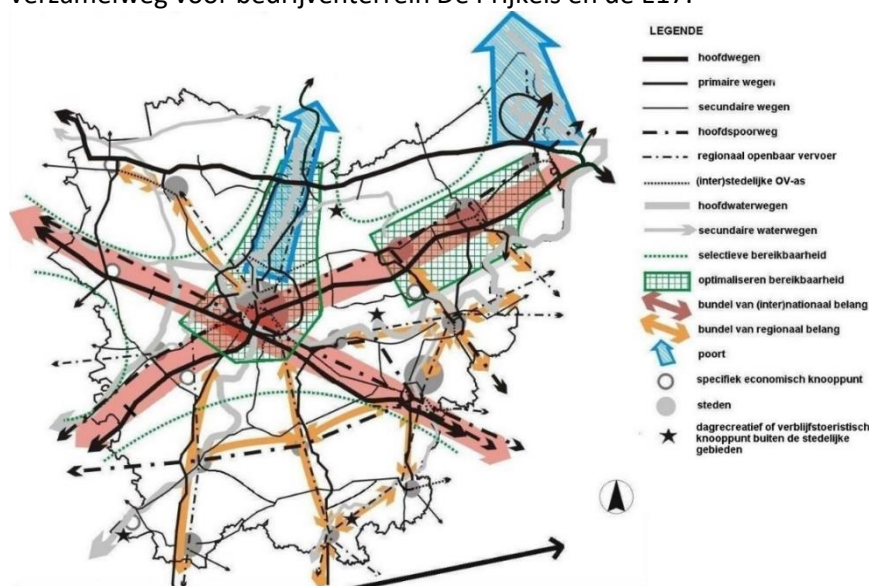 verzamelweg voor bedrijventerrein De Prijkels en de E17.
LEGENDE
hoofdwegen
primaire wegen
secundaire wegen
hoofdspoorweg
regionaal openbaar vervoer
(inter)stedelijke OV-as
hoofdwaterwegen
secundaire waterwegen
selectieve bereikbaarheid
optimaliseren bereikbaarheid
bundel van (inter)nationaal belang
bundel van regionaal belang
poort
specifiek economisch knooppunt
steden
dagrecreatief of verblijfstoeristisch
knooppunt buiten de stedelijke
gebieden